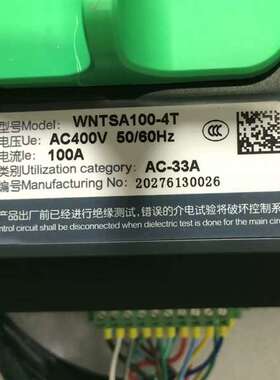 型号Model: WNTSA100-4T
电压Ue: AC400V 50/60Hz
电流Ie: 100A
类别Utilization category: AC-33A
编号Manufacturing No: 20276130026
产品出厂前已经进行绝缘测试,错误的介电试验将破坏控制系
ntrol circuit shall be disconnected when dielectric test is done for the main circ